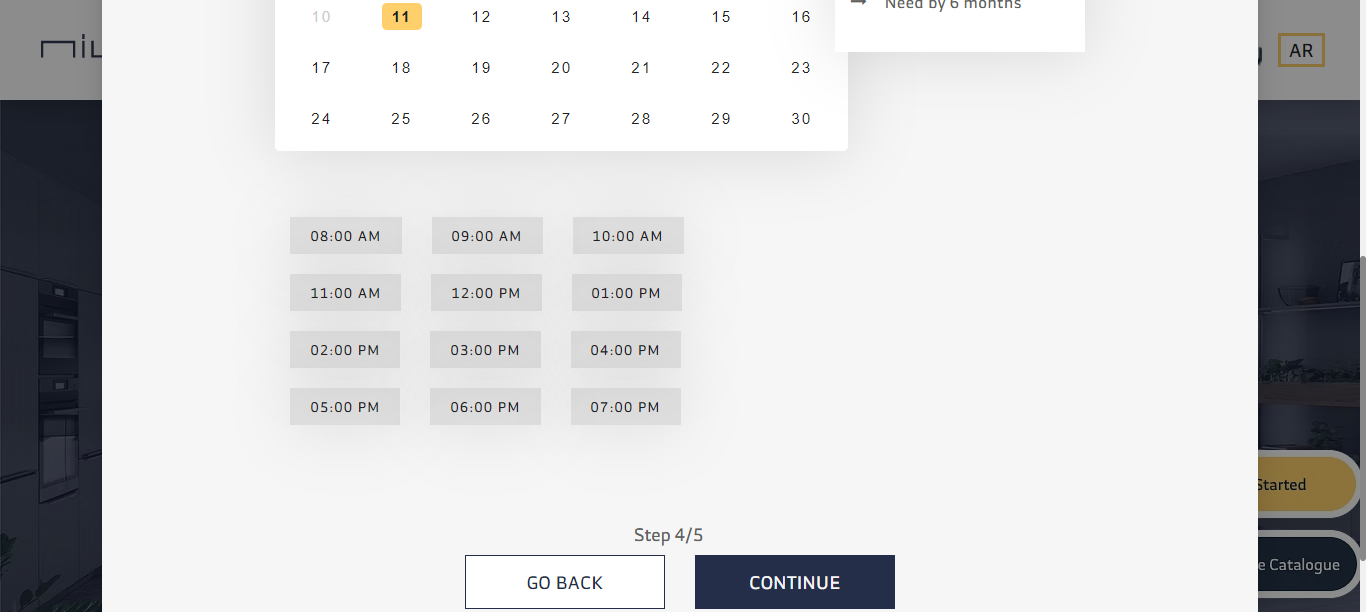 10 11 12 13 14 15 16
Need by 6 months
AR
17 18 19 20 21 22 23
24 25 26 27 28 29 30
08:00 AM 09:00 AM 10:00 AM
11:00 AM 12:00 PM 01:00 PM
02:00 PM 03:00 PM 04:00 PM
05:00 PM 06:00 PM 07:00 PM
Started
Step 4/5
e Catalogue
GO BACK CONTINUE